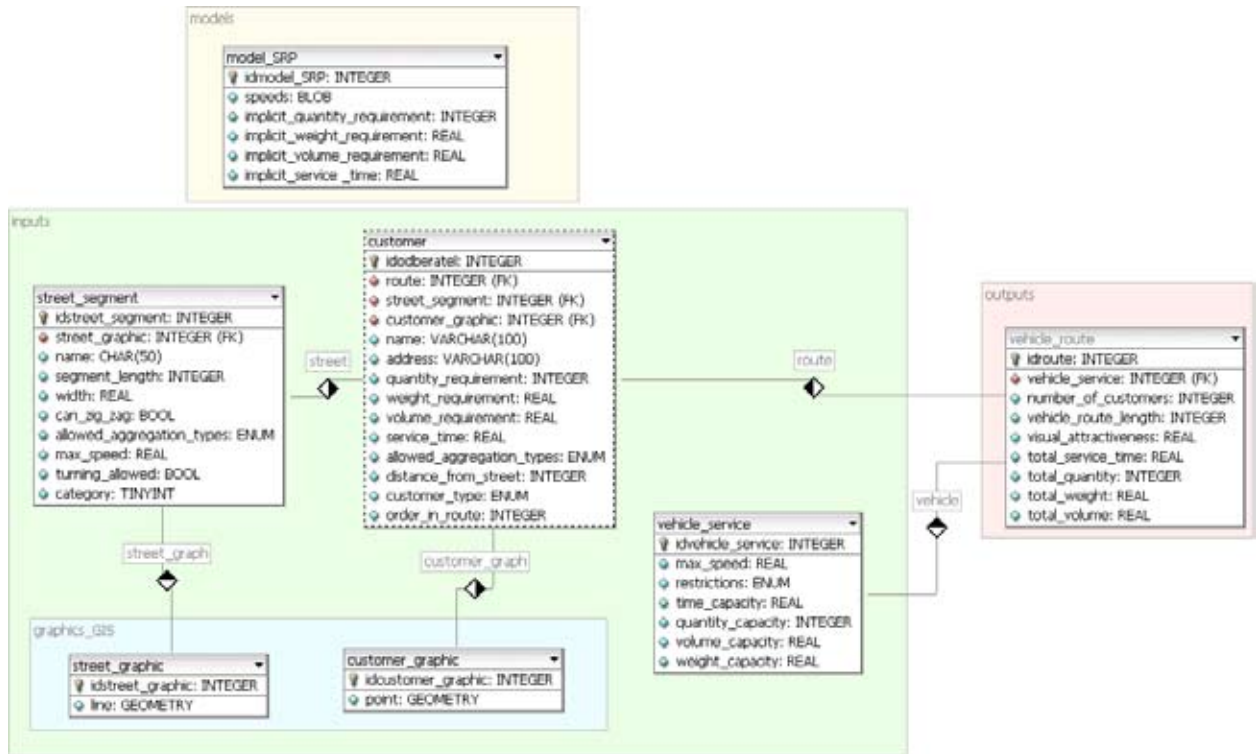 models
model_SRP
idmodel_SRP: INTEGER
speeds: BLOB
implicit_quantity_requirement: INTEGER
implicit_weight_requirement: REAL
implicit_volume_requirement: REAL
implicit_service _time: REAL
inputs
customer
idodberatel: INTEGER
route: INTEGER (FK)
street_segment: INTEGER (FK)
customer_graphic: INTEGER (FK)
name: VARCHAR(100)
address: VARCHAR(100)
quantity_requirement: INTEGER
weight_requirement: REAL
volume_requirement: REAL
service_time: REAL
allowed_aggregation_types: ENUM
distance_from_street: INTEGER
customer_type: ENUM
order_in_route: INTEGER
street_segment
idstreet_segment: INTEGER
street_graphic: INTEGER (FK)
name: CHAR(50)
segment_length: INTEGER
width: REAL
can_zig_zag: BOOL
allowed_aggregation_types: ENUM
max_speed: REAL
turning_allowed: BOOL
category: TINYINT
street
route
outputs
vehicle_route
idroute: INTEGER
vehicle_service: INTEGER (FK)
number_of_customers: INTEGER
vehicle_route_length: INTEGER
visual_attractiveness: REAL
total_service_time: REAL
total_quantity: INTEGER
total_weight: REAL
total_volume: REAL
vehicle
vehicle_service
idvehicle_service: INTEGER
max_speed: REAL
restrictions: ENUM
time_capacity: REAL
quantity_capacity: INTEGER
volume_capacity: REAL
weight_capacity: REAL
street_graph
customer_graph
graphics_GIS
street_graphic
idstreet_graphic: INTEGER
line: GEOMETRY
customer_graphic
idcustomer_graphic: INTEGER
point: GEOMETRY